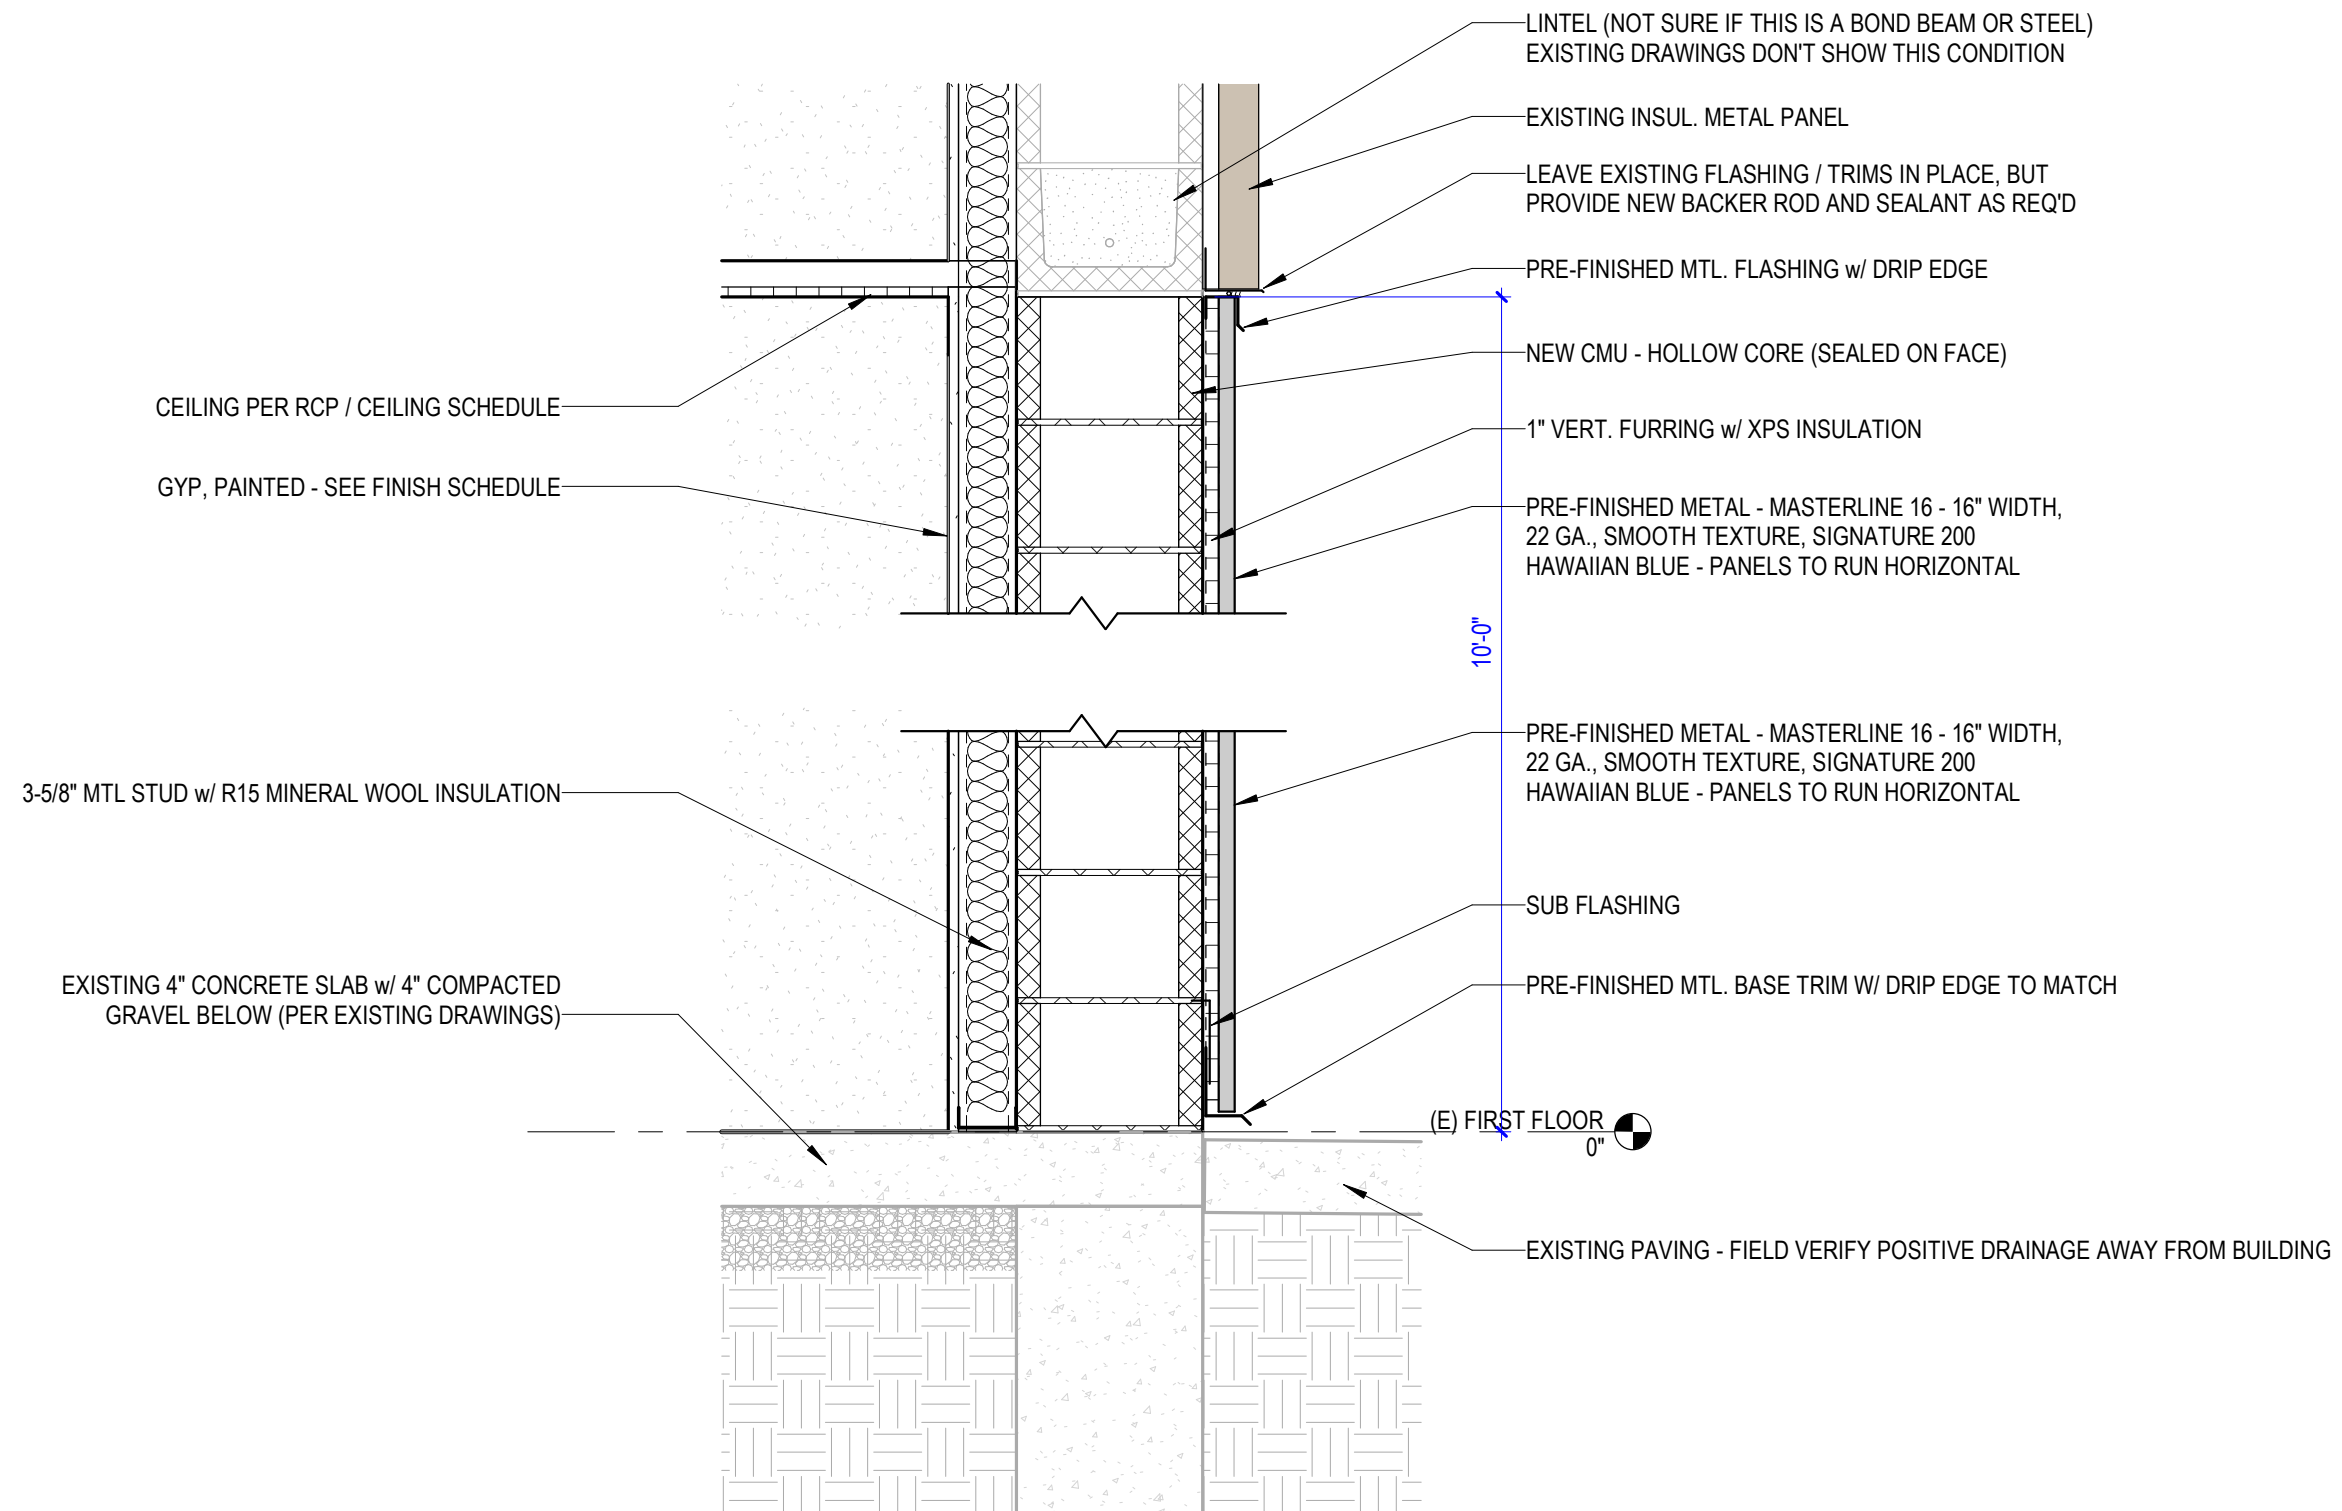 LINTEL (NOT SURE IF THIS IS A BOND BEAM OR STEEL)
EXISTING DRAWINGS DON'T SHOW THIS CONDITION
EXISTING INSUL. METAL PANEL
LEAVE EXISTING FLASHING / TRIMS IN PLACE, BUT
PROVIDE NEW BACKER ROD AND SEALANT AS REQ'D
PRE-FINISHED MTL. FLASHING w/ DRIP EDGE
NEW CMU - HOLLOW CORE (SEALED ON FACE)
CEILING PER RCP / CEILING SCHEDULE
1" VERT. FURRING w/ XPS INSULATION
GYP, PAINTED - SEE FINISH SCHEDULE
PRE-FINISHED METAL - MASTERLINE 16 - 16" WIDTH,
22 GA., SMOOTH TEXTURE, SIGNATURE 200
HAWAIIAN BLUE - PANELS TO RUN HORIZONTAL
10'-0"
PRE-FINISHED METAL - MASTERLINE 16 - 16" WIDTH,
22 GA., SMOOTH TEXTURE, SIGNATURE 200
HAWAIIAN BLUE - PANELS TO RUN HORIZONTAL
3-5/8" MTL STUD w/ R15 MINERAL WOOL INSULATION
SUB FLASHING
EXISTING 4" CONCRETE SLAB w/ 4" COMPACTED
GRAVEL BELOW (PER EXISTING DRAWINGS)
PRE-FINISHED MTL. BASE TRIM W/ DRIP EDGE TO MATCH
(E) FIRST FLOOR
0"
EXISTING PAVING - FIELD VERIFY POSITIVE DRAINAGE AWAY FROM BUILDING